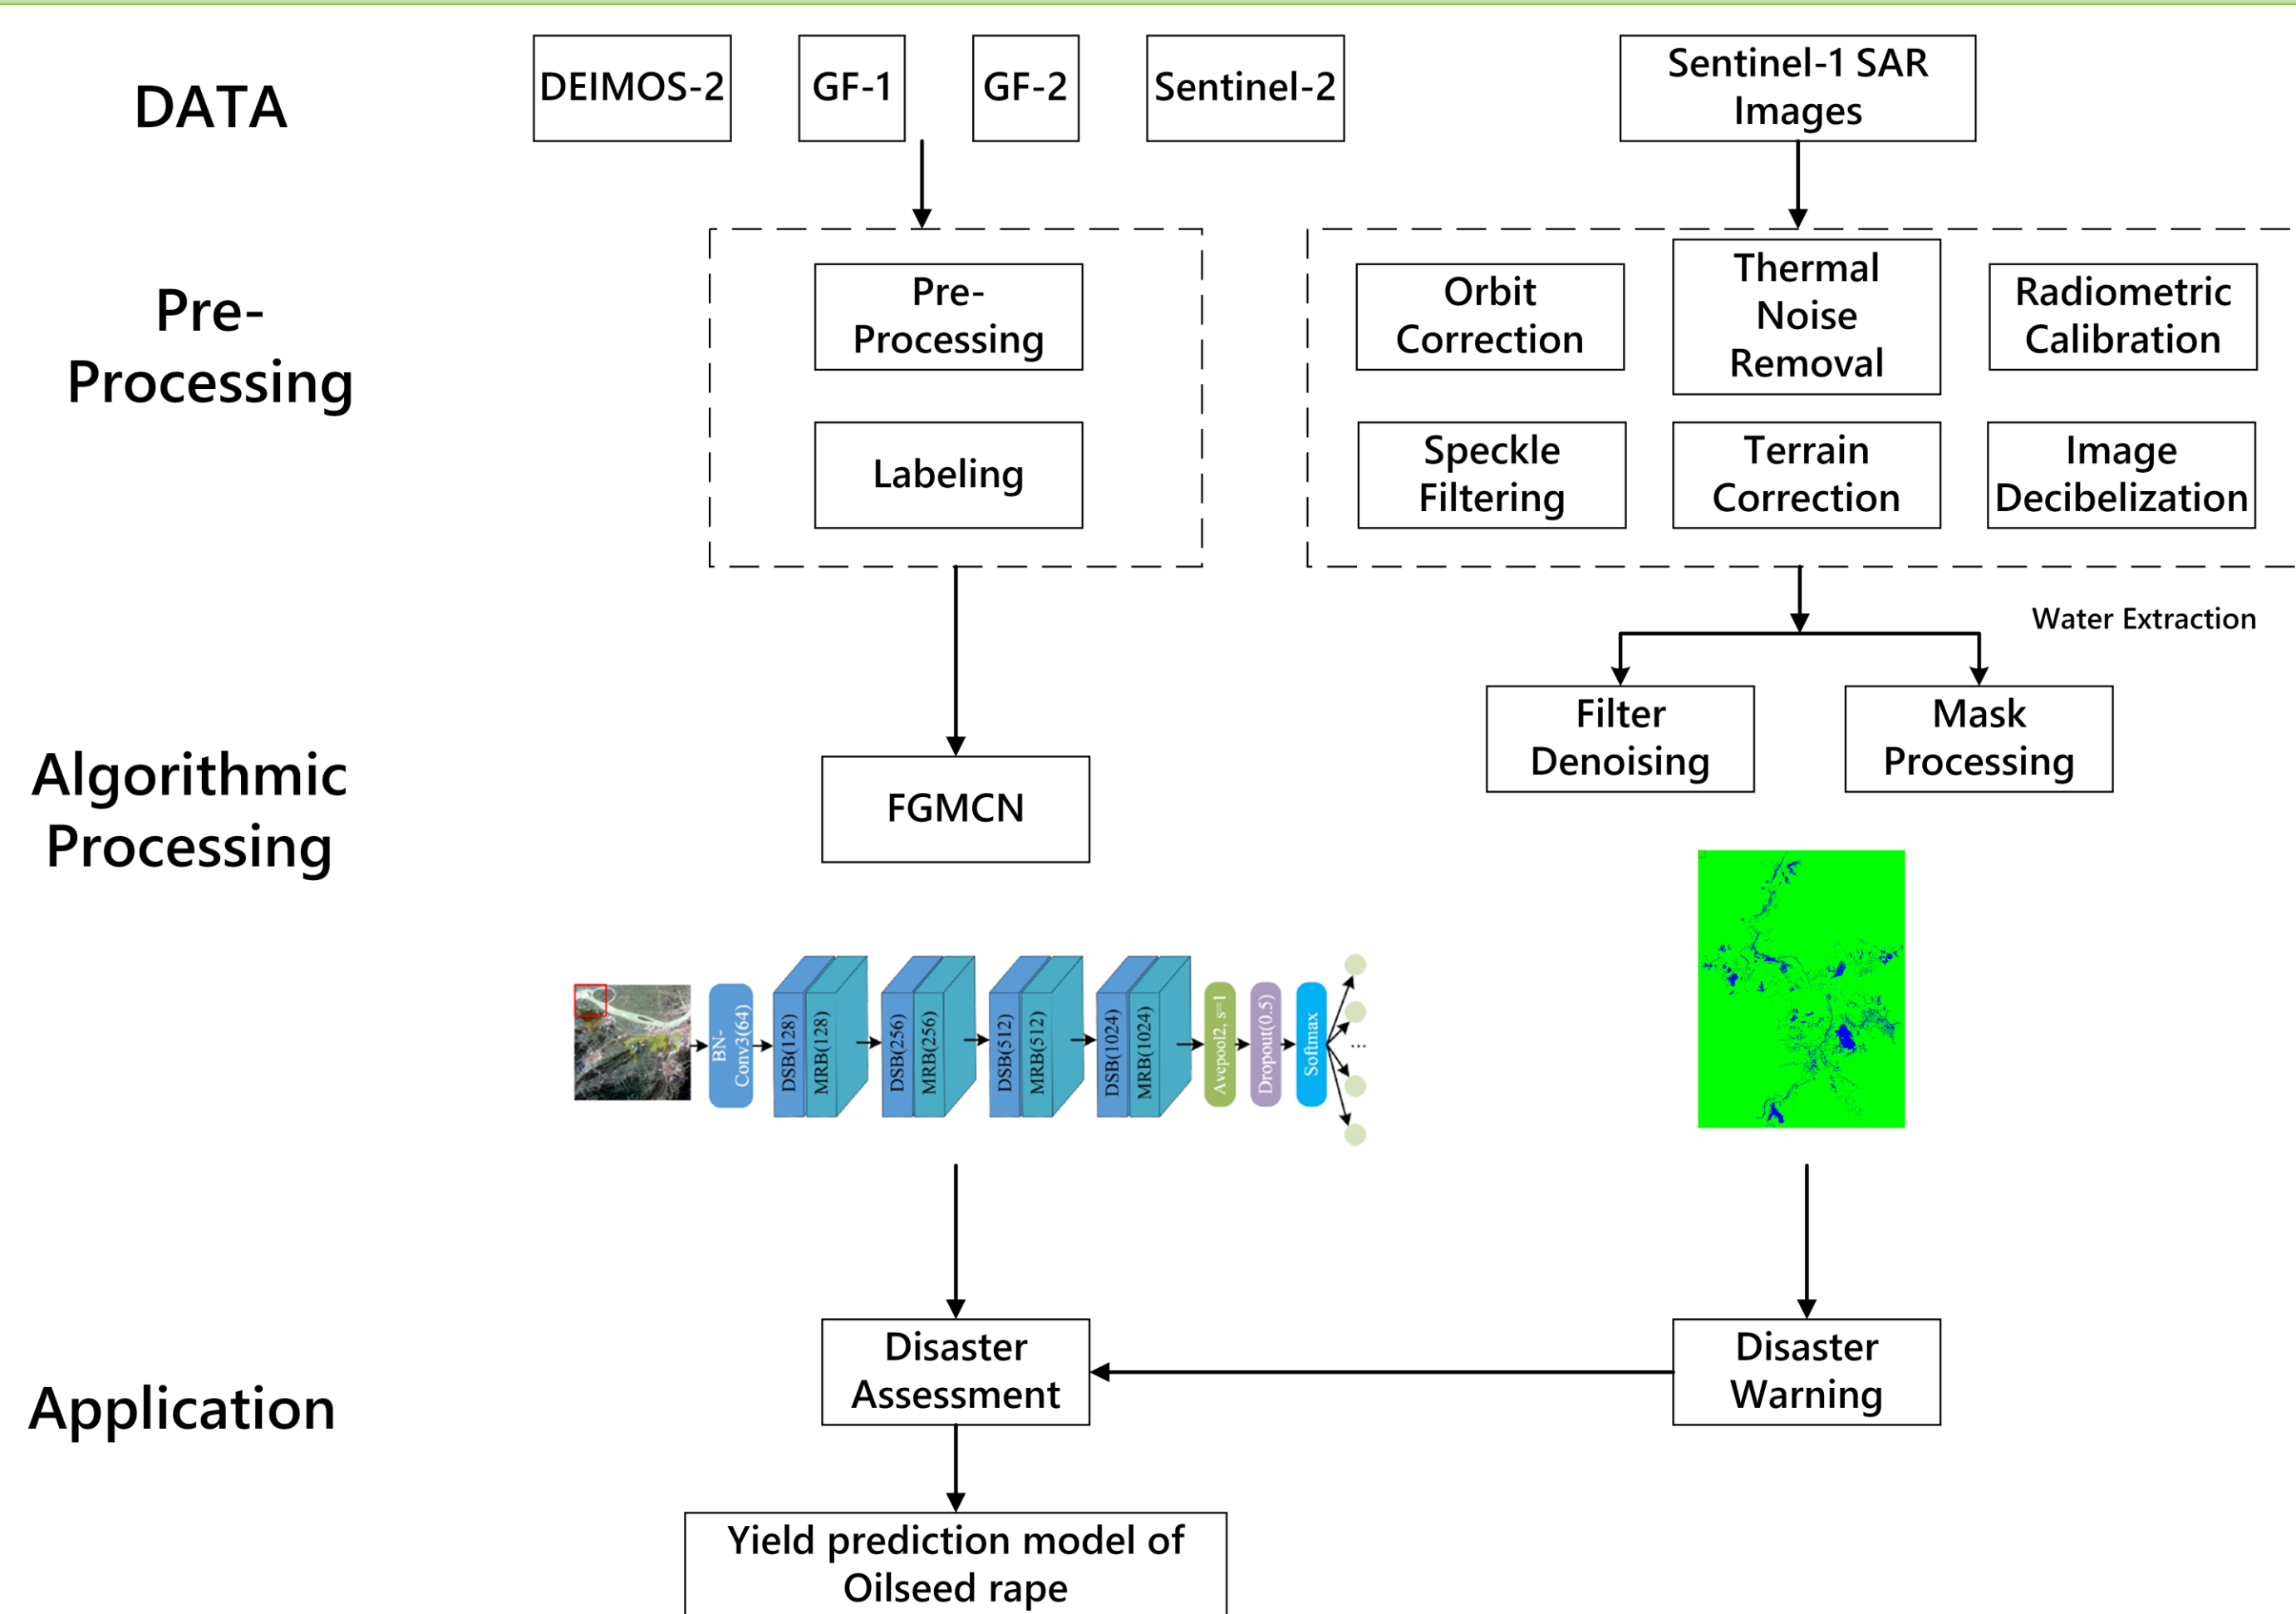 DATA
DEIMOS-2
GF-1
GF-2
Sentinel-2
Sentinel-1 SAR
Images
Pre-
Processing
Pre-
Processing
Labeling
Orbit
Correction
Thermal
Noise
Removal
Radiometric
Calibration
Speckle
Filtering
Terrain
Correction
Image
Decibelization
Water Extraction
Algorithmic
Processing
FGMCN
Filter
Denoising
Mask
Processing
BN-
Conv3(64)
DSB(128)
MRB(128)
DSB(256)
MRB(256)
DSB(512)
MRB(512)
DSB(1024)
MRB(1024)
Avepool2, s=1
Dropout(0.5)
Softmax
...
Application
Disaster
Assessment
Disaster
Warning
Yield prediction model of
Oilseed rape